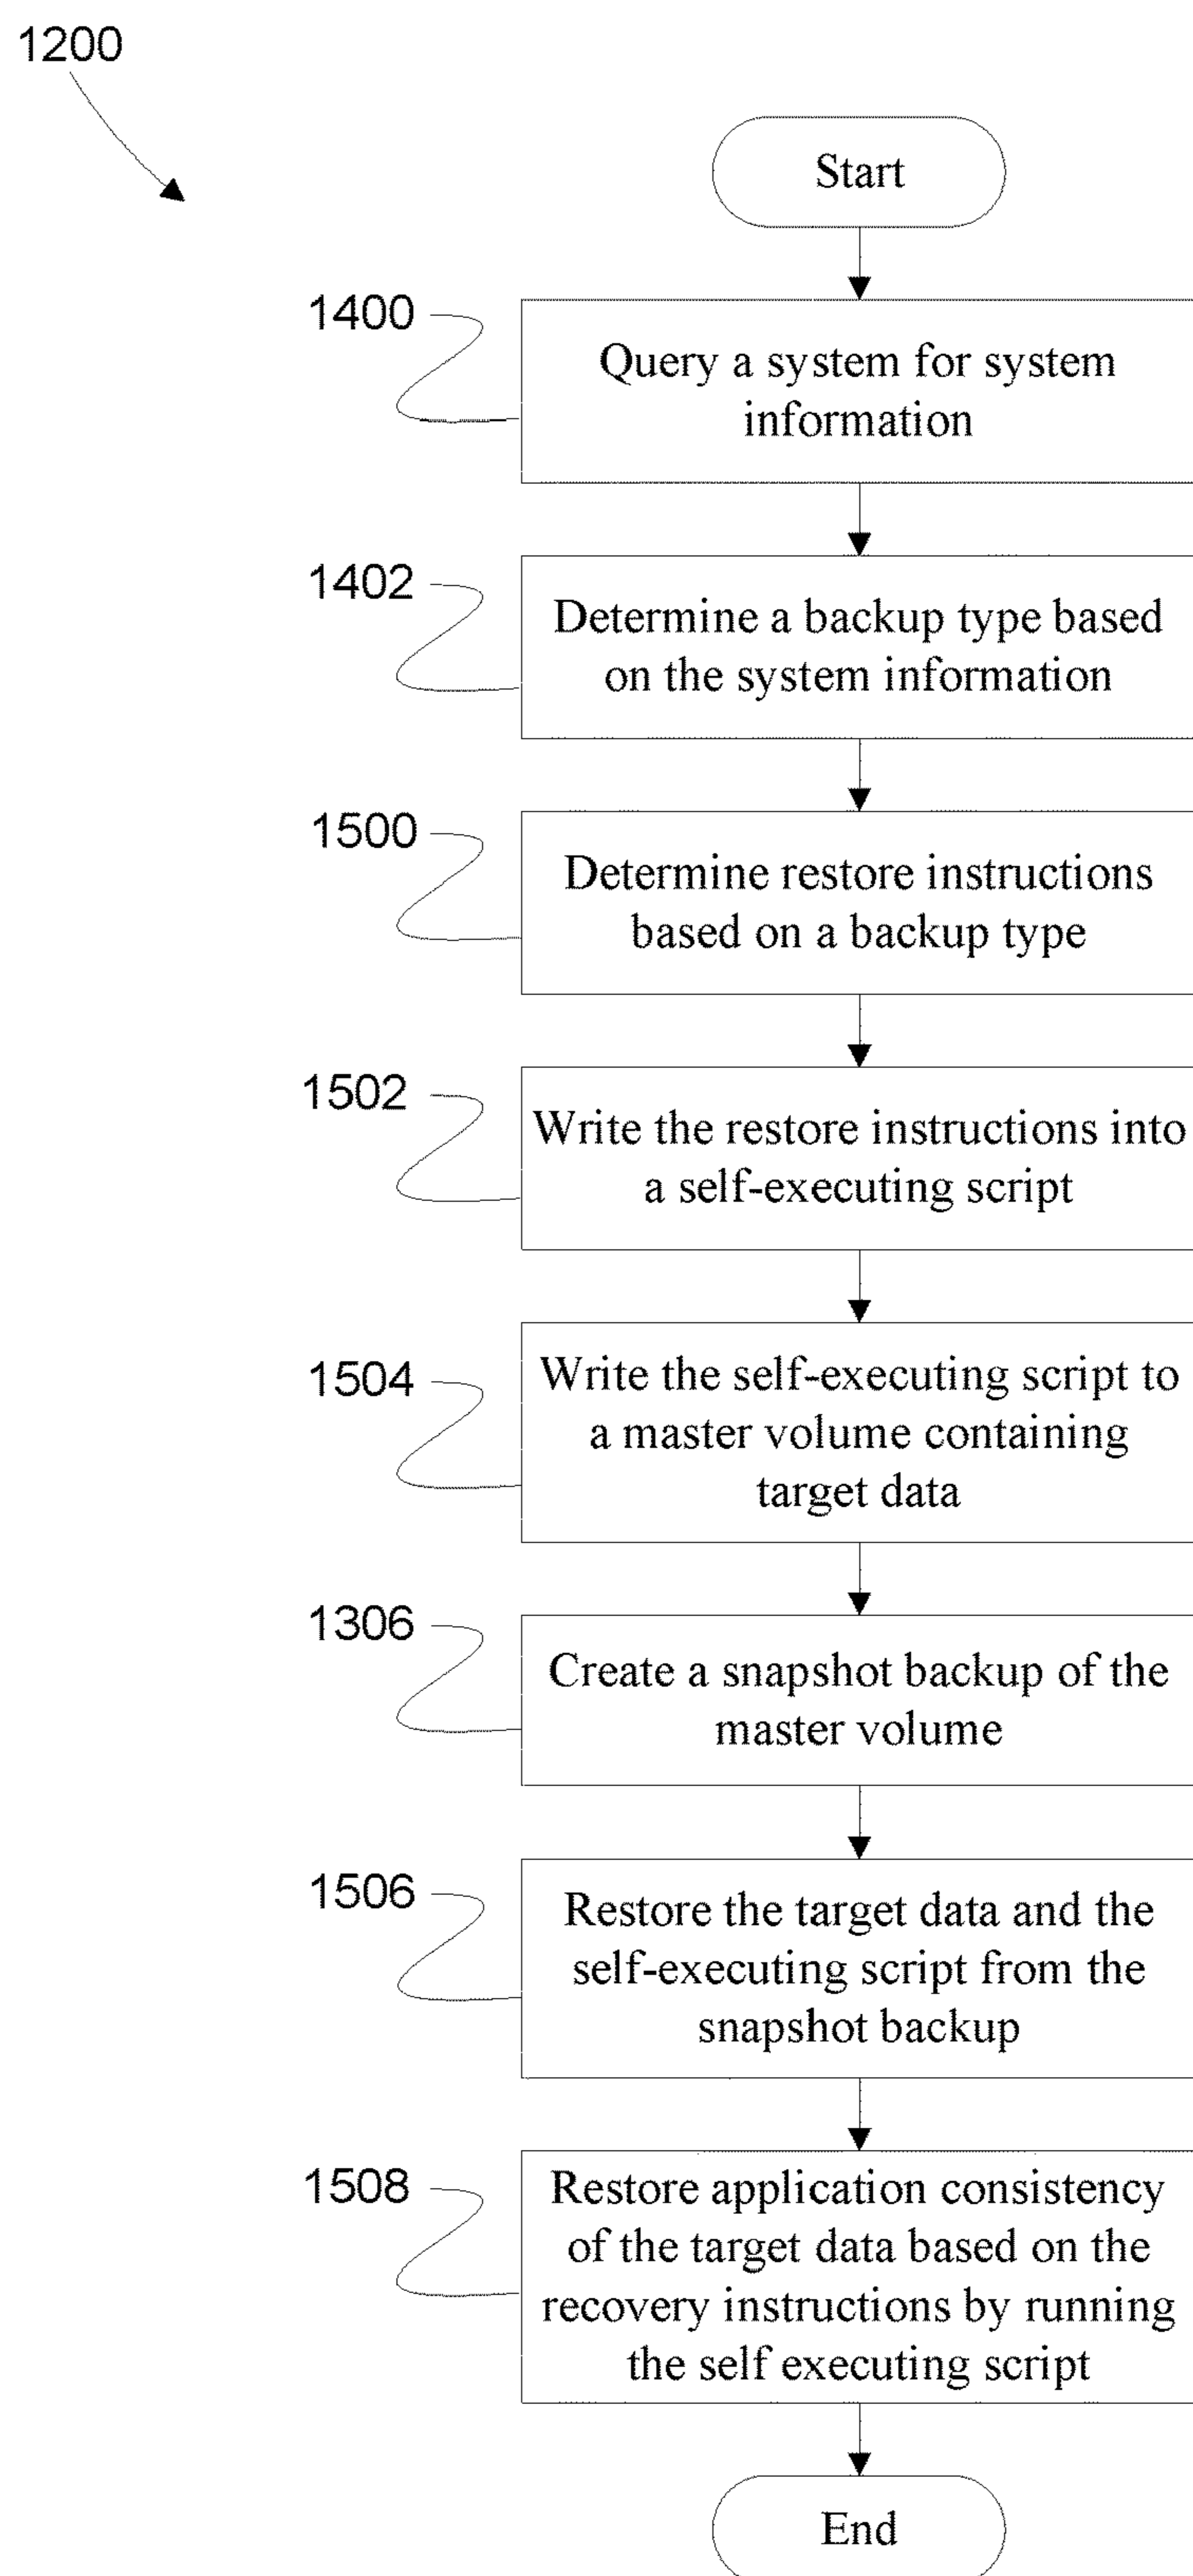 1200
Start
1400
Query a system for system
information
1402
Determine a backup type based
on the system information
1500
Determine restore instructions
based on a backup type
1502
Write the restore instructions into
a self-executing script
1504
Write the self-executing script to
a master volume containing
target data
1306
Create a snapshot backup of the
master volume
1506
Restore the target data and the
self-executing script from the
snapshot backup
1508
Restore application consistency
of the target data based on the
recovery instructions by running
the self executing script
End